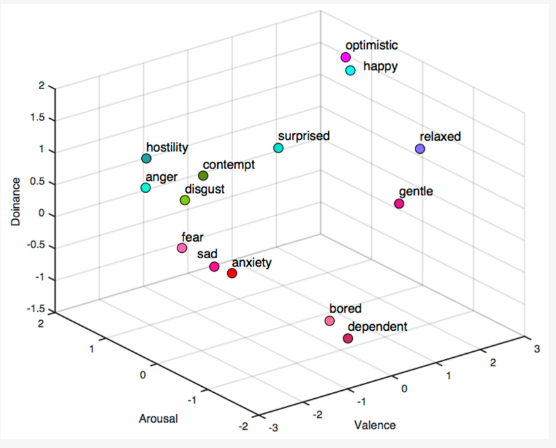 optimistic
happy
2
1.5
surprised
relaxed
hostility
1
contempt
anger
disgust
0.5
gentle
Doinance
0
fear
-0.5
sad
anxiety
-1
bored
-1.5
dependent
2
3
1
2
1
0
0
-1
-1
-2
Arousal
-2
-3
Valence